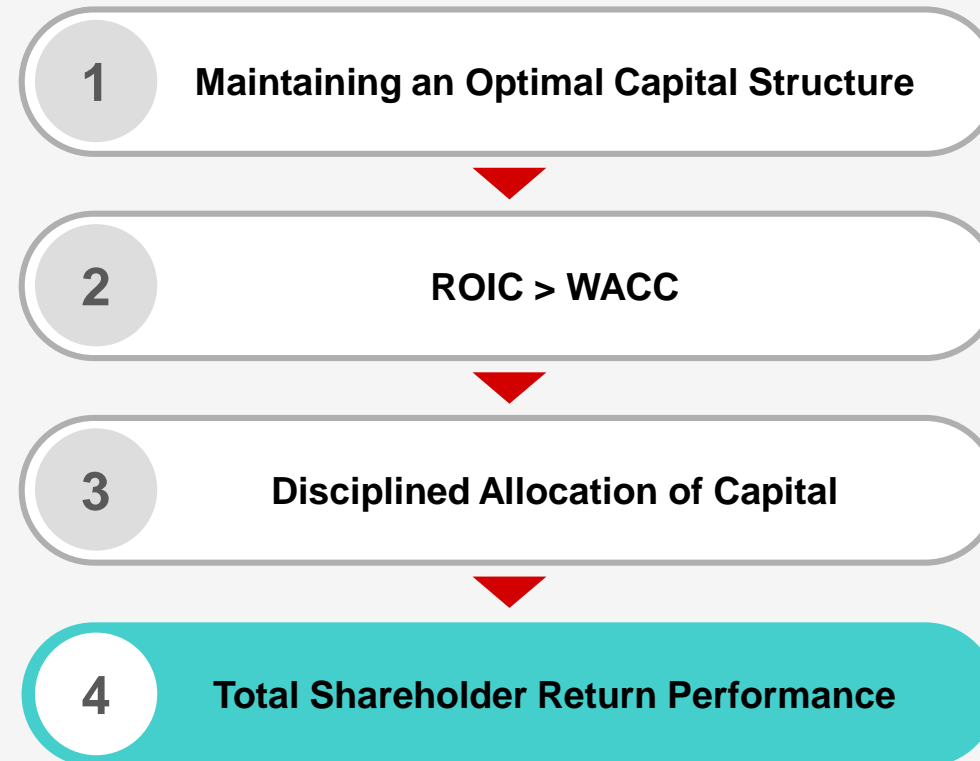 1 Maintaining an Optimal Capital Structure
2 ROIC > WACC
3 Disciplined Allocation of Capital
4 Total Shareholder Return Performance